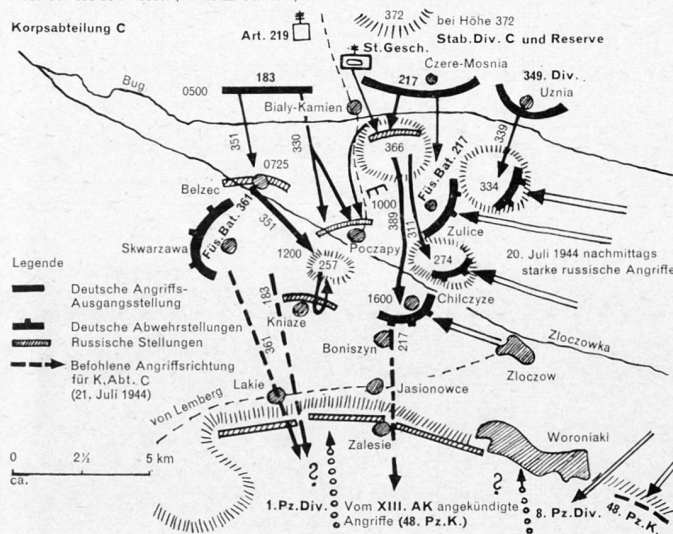 372
bei Höhe 372
Art. 219
Stab. Div. C und Reserve
Korpsabteilung C
St.Gesch.
183
217
Czere-Mosnia
349. Div.
Uznia
Bug
0500
Bialy-Kamien
351
330
339
366
Füs. Bat. 217
334
0725
Belzec
351
1000
389
311
Zulice
Füs. Bat. 361
Skwarzawa
Poczapy
20. Juli 1944 nachmittags
starke russische Angriffe
1200
257
274
Legende
Deutsche Angriffs-
Ausgangsstellung
Deutsche Abwehrstellungen
Russische Stellungen
Befohlene Angriffsrichtung
für K.Abt. C
(21. Juli 1944)
183
361
Kniaze
1600
Chilczyze
217
Boniszyn
Zloczowka
Zloczow
von Lemberg
Lakie
Jasionowce
Zalesie
Woroniaki
0 2½ 5 km
ca.
?
?
1.Pz.Div.
Vom XIII. AK angekündigte
Angriffe (48. Pz.K.)
8. Pz.Div.
48. Pz.K.